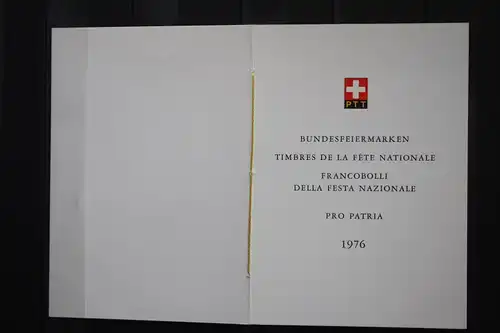 PTT
BUNDESFEIERMARKEN
TIMBRES DE LA FÊTE NATIONALE
FRANCOBOLLI
DELLA FESTA NAZIONALE
PRO PATRIA
1976